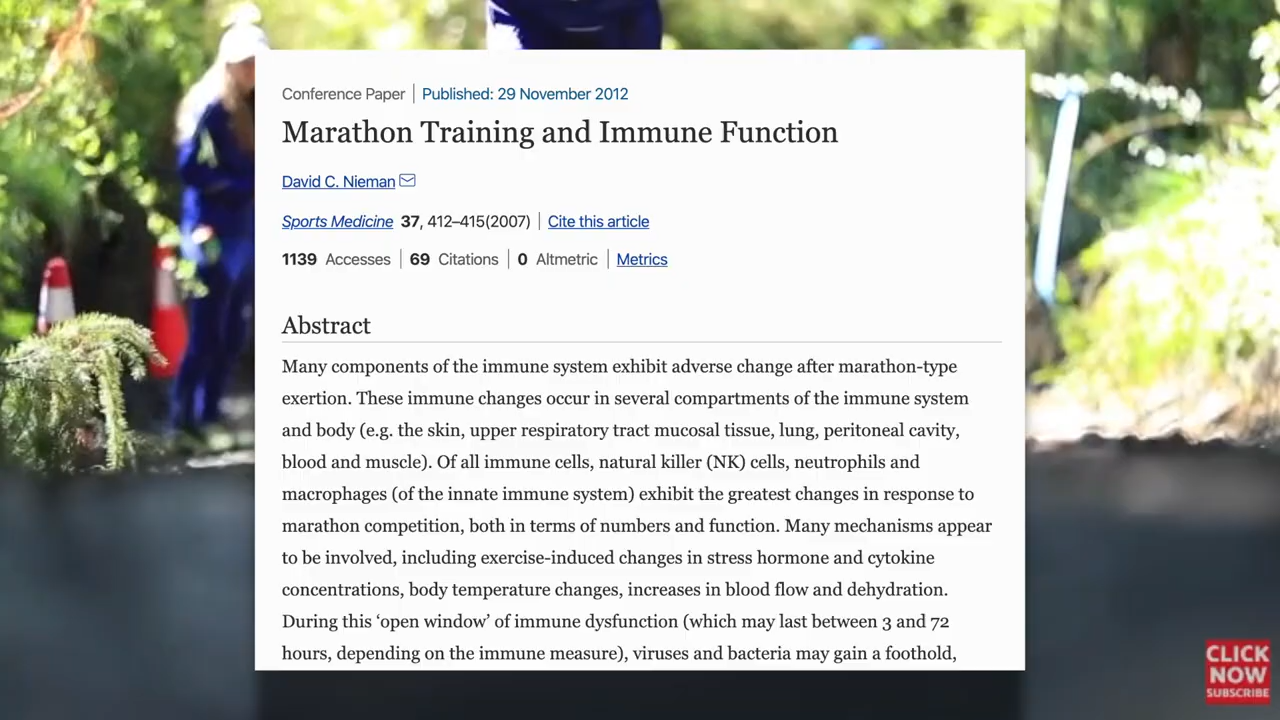 Conference Paper | Published: 29 November 2012
Marathon Training and Immune Function
David C. Nieman
Sports Medicine 37, 412–415(2007) | Cite this article
1139 Accesses | 69 Citations | 0 Altmetric | Metrics
Abstract
Many components of the immune system exhibit adverse change after marathon-type
exertion. These immune changes occur in several compartments of the immune system
and body (e.g. the skin, upper respiratory tract mucosal tissue, lung, peritoneal cavity,
blood and muscle). Of all immune cells, natural killer (NK) cells, neutrophils and
macrophages (of the innate immune system) exhibit the greatest changes in response to
marathon competition, both in terms of numbers and function. Many mechanisms appear
to be involved, including exercise-induced changes in stress hormone and cytokine
concentrations, body temperature changes, increases in blood flow and dehydration.
During this ‘open window’ of immune dysfunction (which may last between 3 and 72
hours, depending on the immune measure), viruses and bacteria may gain a foothold,
CLICK
NOW
SUBSCRIBE